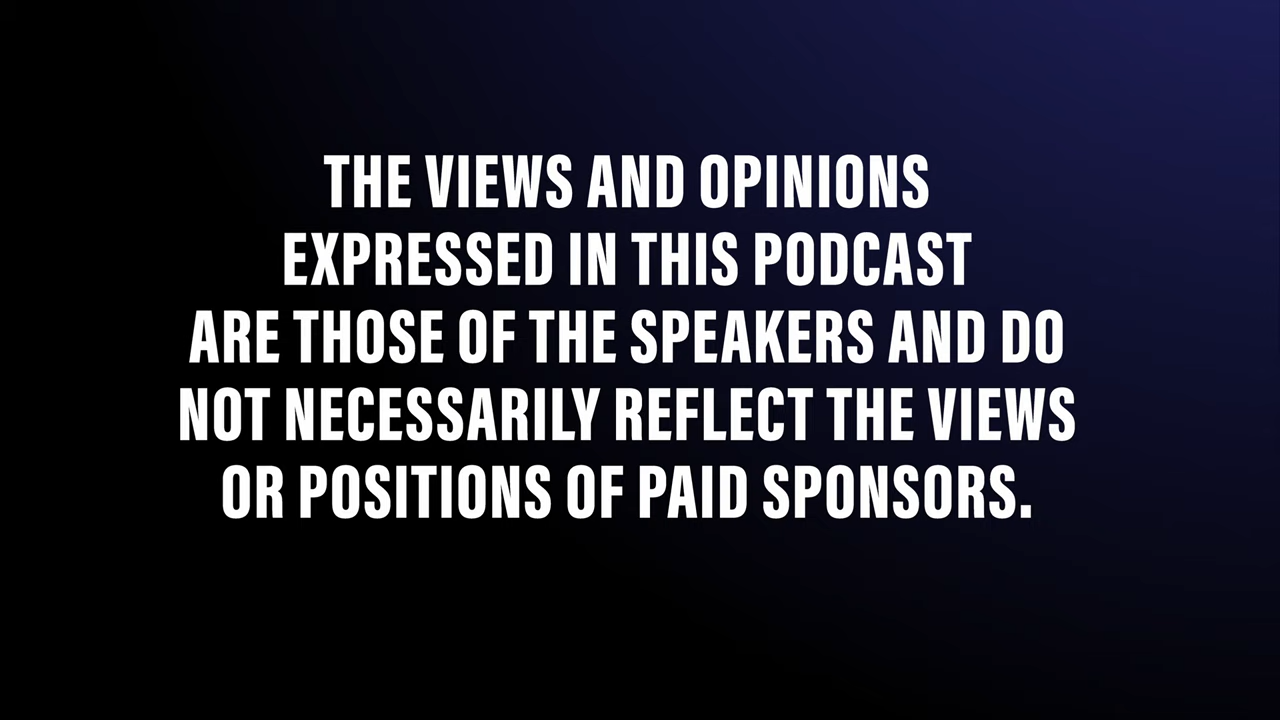 THE VIEWS AND OPINIONS
EXPRESSED IN THIS PODCAST
ARE THOSE OF THE SPEAKERS AND DO
NOT NECESSARILY REFLECT THE VIEWS
OR POSITIONS OF PAID SPONSORS.